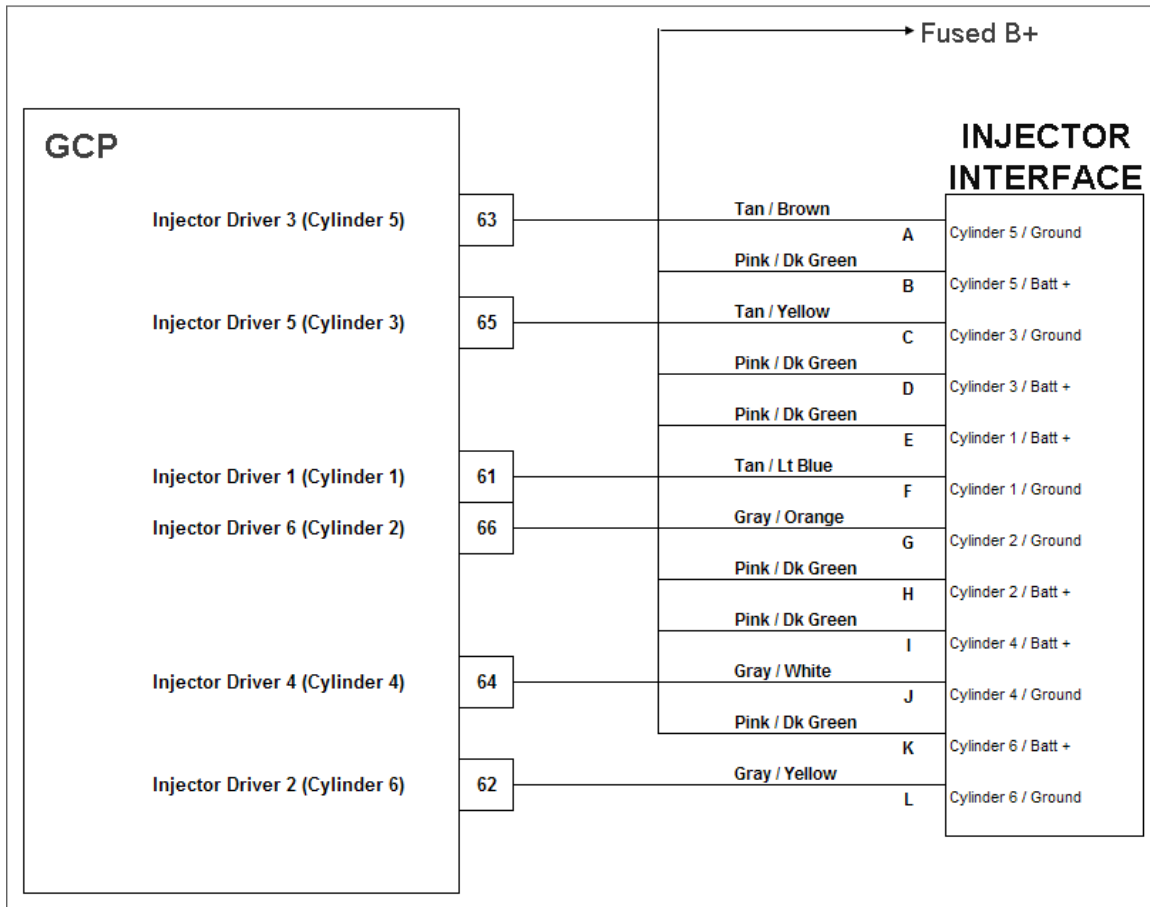 Fused B+
GCP
INJECTOR
INTERFACE
Injector Driver 3 (Cylinder 5)
63
Tan / Brown
A
Cylinder 5 / Ground
Pink / Dk Green
B
Cylinder 5 / Batt +
Injector Driver 5 (Cylinder 3)
65
Tan / Yellow
C
Cylinder 3 / Ground
Pink / Dk Green
D
Cylinder 3 / Batt +
Pink / Dk Green
E
Cylinder 1 / Batt +
Injector Driver 1 (Cylinder 1)
61
Tan / Lt Blue
F
Cylinder 1 / Ground
Injector Driver 6 (Cylinder 2)
66
Gray / Orange
G
Cylinder 2 / Ground
Pink / Dk Green
H
Cylinder 2 / Batt +
Pink / Dk Green
I
Cylinder 4 / Batt +
Injector Driver 4 (Cylinder 4)
64
Gray / White
J
Cylinder 4 / Ground
Pink / Dk Green
K
Cylinder 6 / Batt +
Injector Driver 2 (Cylinder 6)
62
Gray / Yellow
L
Cylinder 6 / Ground